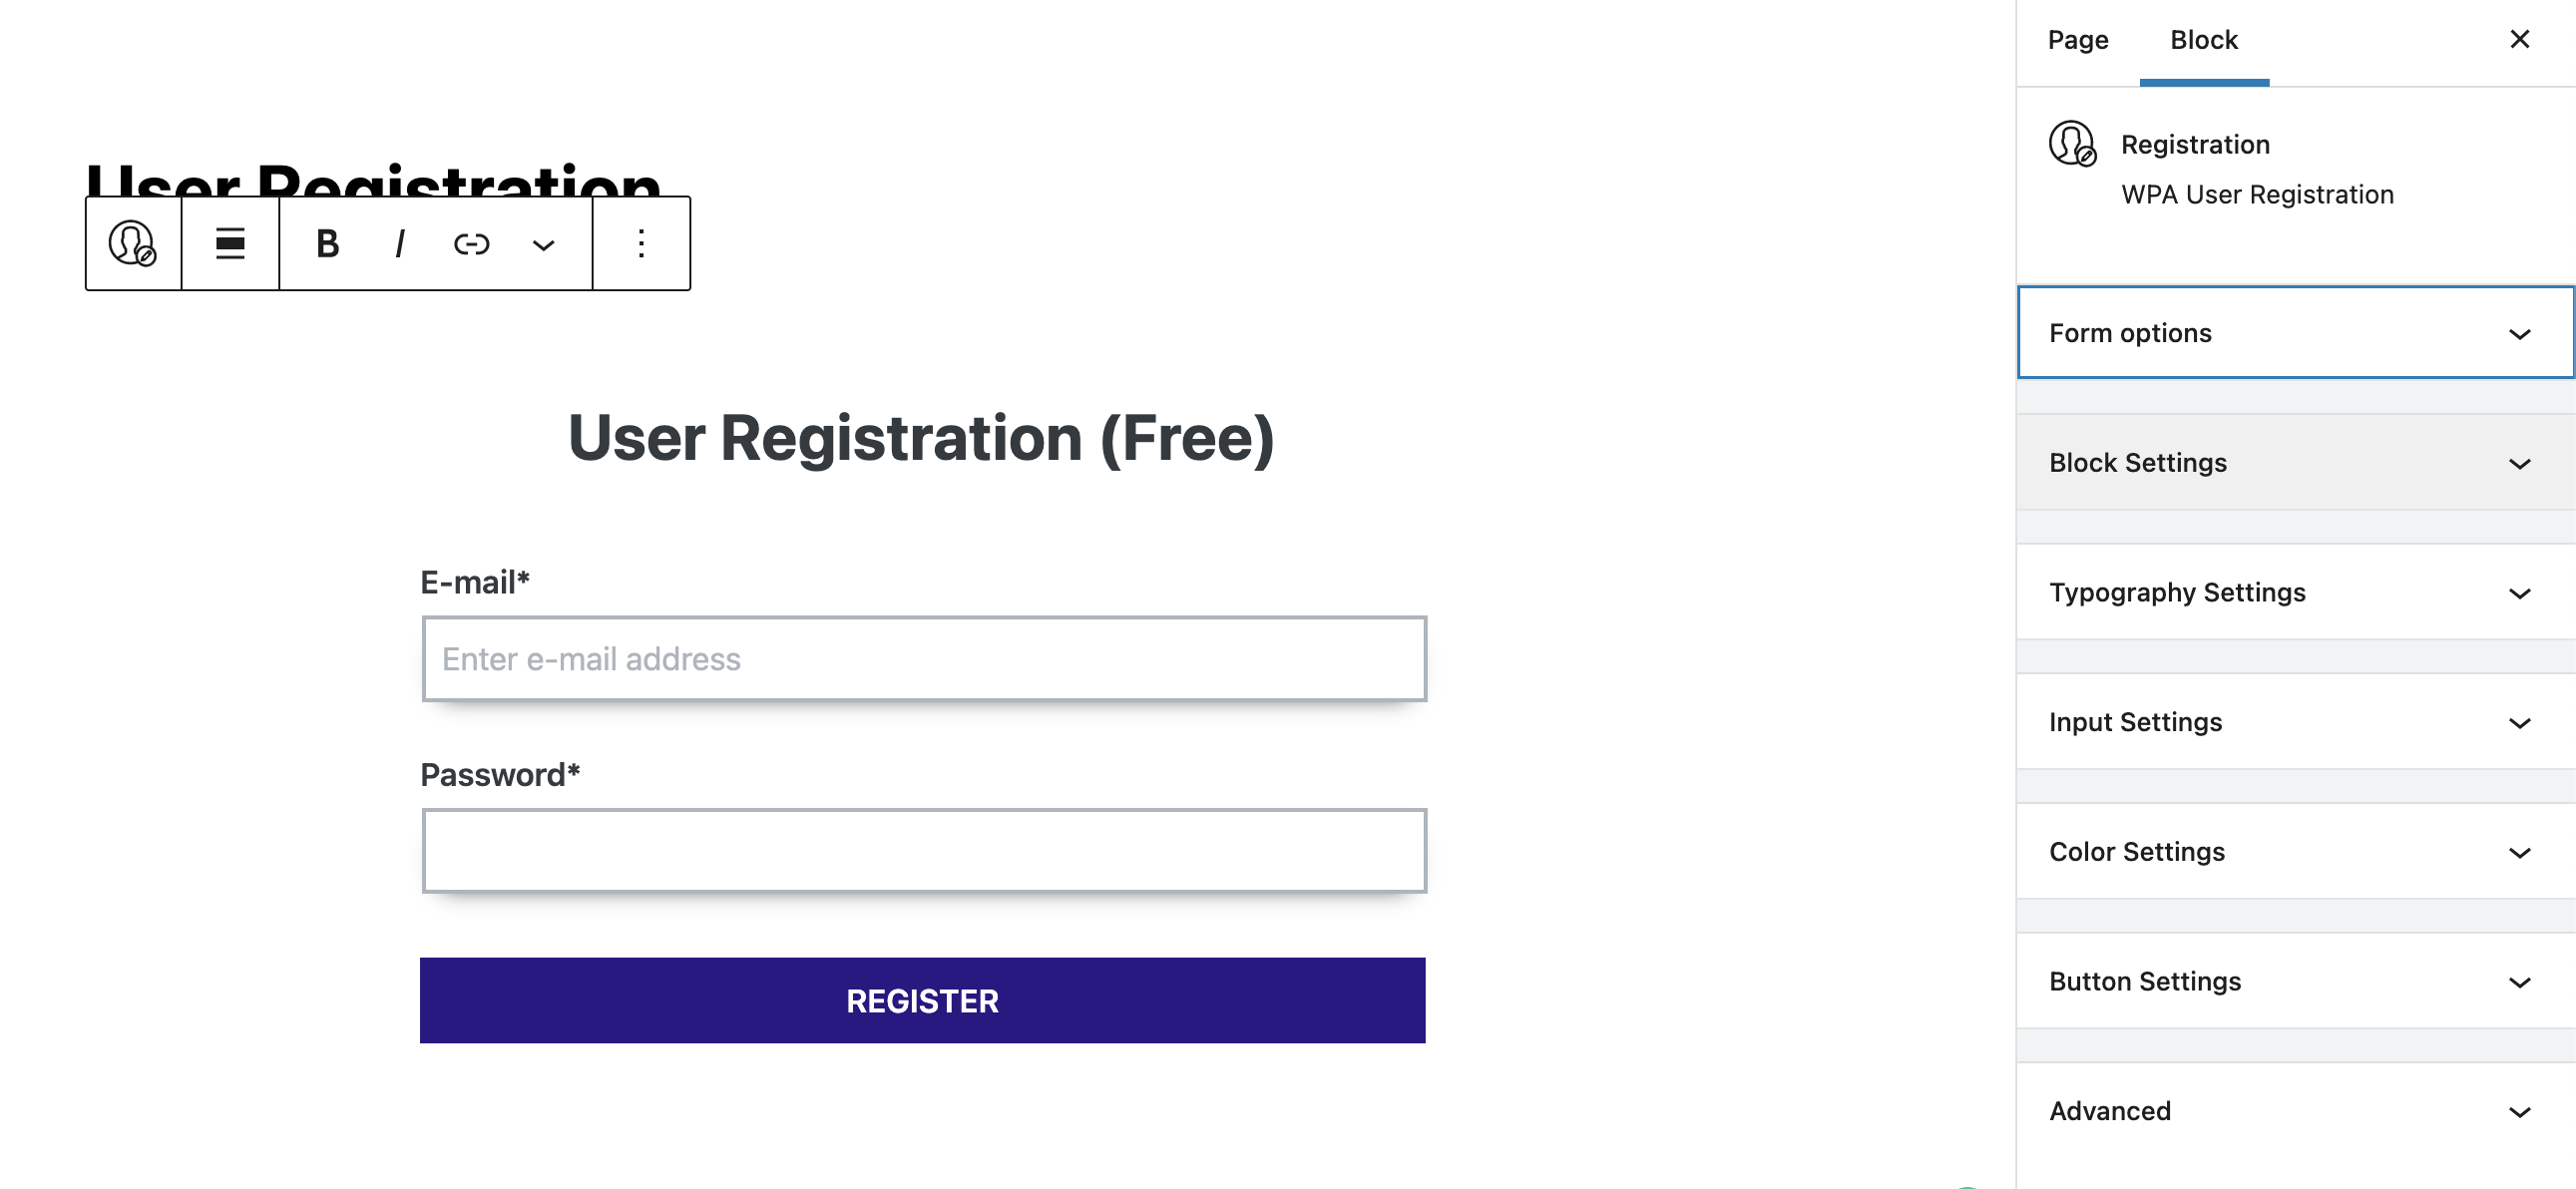 User Registration
B I
User Registration (Free)
E-mail*
Enter e-mail address
Password*
REGISTER
Page Block
Registration
WPA User Registration
Form options
Block Settings
Typography Settings
Input Settings
Color Settings
Button Settings
Advanced